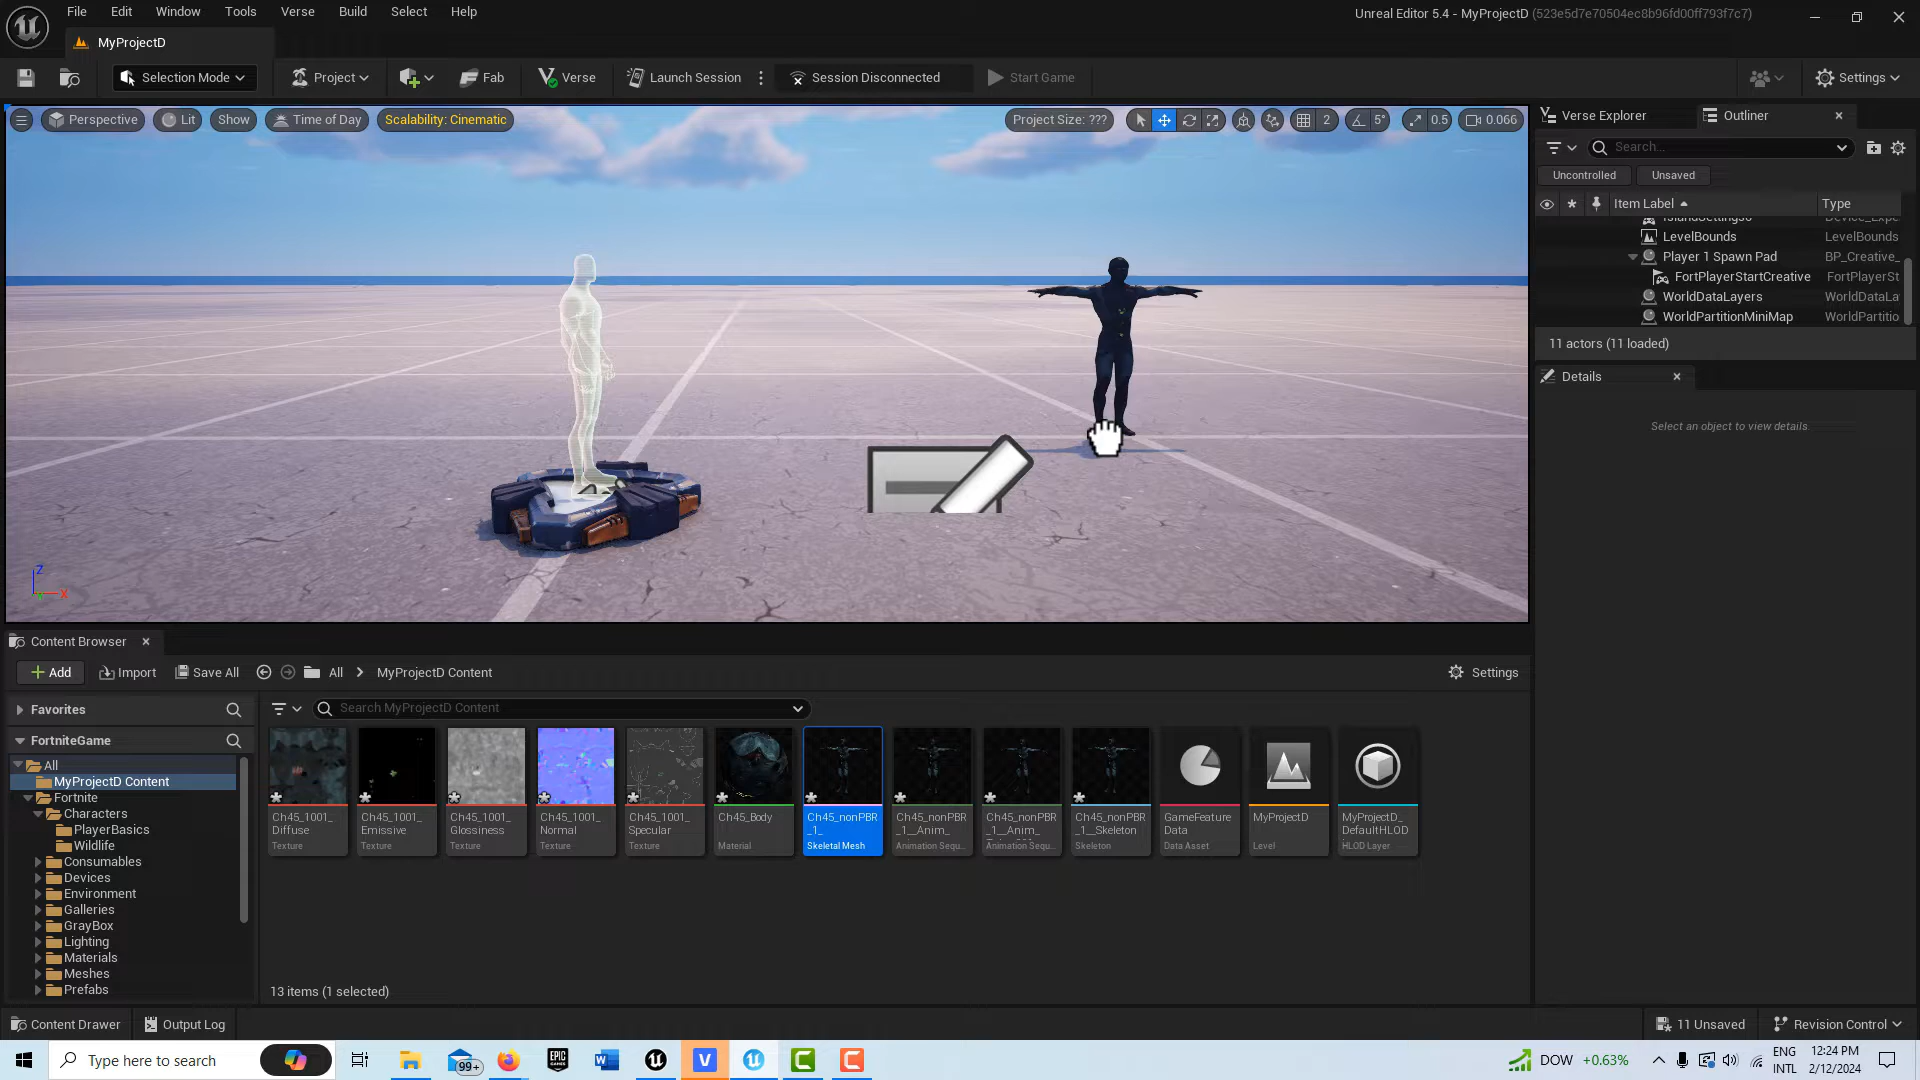 File Edit Window Tools Verse Build Select Help
Unreal Editor 5.4 - MyProjectD (523e5d7e70504ec8b96fd00ff793f7c7)
MyProjectD
Selection Mode Project Fab Verse Launch Session Session Disconnected Start Game Settings
Perspective Lit Show Time of Day Scalability: Cinematic Project Size: ??? 2 5° 0.5 0.066
Verse Explorer Outliner
Search...
Uncontrolled Unsaved
Item Label Type
LevelBounds LevelBounds
Player 1 Spawn Pad BP_Creative_
FortPlayerStartCreative FortPlayerSt
WorldDataLayers WorldDataLa
WorldPartitionMiniMap WorldPartitio
11 actors (11 loaded)
Details
Select an object to view details.
Z
X
Content Browser
Add Import Save All All MyProjectD Content Settings
Favorites
Search MyProjectD Content
FortniteGame
All
MyProjectD Content
Fortnite
Characters
PlayerBasics
Wildlife
Consumables
Devices
Environment
Galleries
GrayBox
Lighting
Materials
Meshes
Prefabs
Ch45_1001_
Diffuse
Texture
Ch45_1001_
Emissive
Texture
Ch45_1001_
Glossiness
Texture
Ch45_1001_
Normal
Texture
Ch45_1001_
Specular
Texture
Ch45_Body
Material
Ch45_nonPBR
_1_
Skeletal Mesh
Ch45_nonPBR
_1__Anim_
Animation Sequ...
Ch45_nonPBR
_1__Anim_
Animation Sequ...
Ch45_nonPBR
_1__Skeleton
Skeleton
GameFeature
Data
Data Asset
MyProjectD
Level
MyProjectD_
DefaultHLOD
HLOD Layer
13 items (1 selected)
Content Drawer Output Log 11 Unsaved Revision Control
Type here to search 99+ EPIC GAMES DOW +0.63% ENG INTL 12:24 PM 2/12/2024